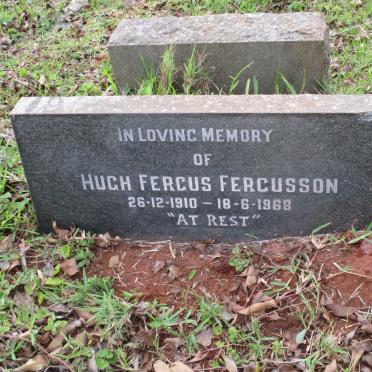 IN LOVING MEMORY
OF
HUGH FERGUS FERGUSSON
26-12-1910 – 18-6-1968
"AT REST"